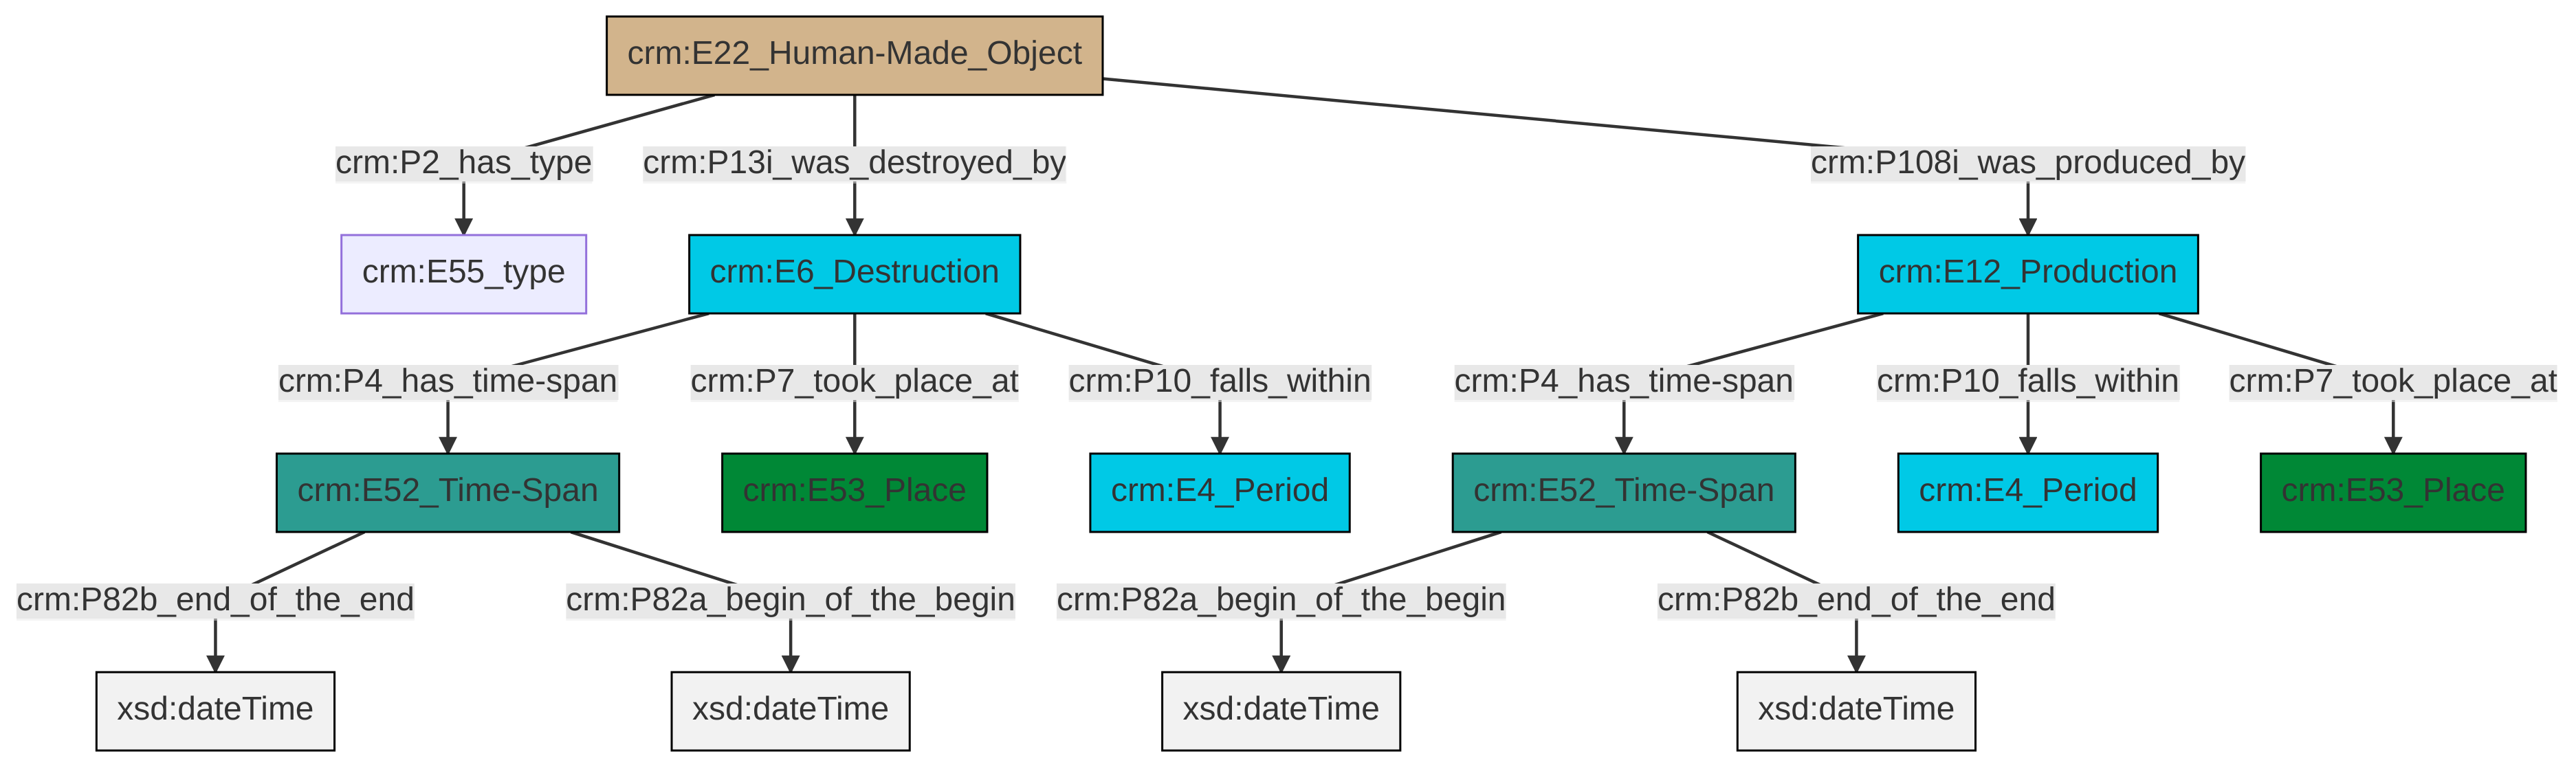 crm:E22_Human-Made_Object
crm:P2_has_type
crm:P13i_was_destroyed_by
crm:P108i_was_produced_by
crm:E55_type
crm:E6_Destruction
crm:E12_Production
crm:P4_has_time-span
crm:P7_took_place_at
crm:P10_falls_within
crm:P4_has_time-span
crm:P10_falls_within
crm:P7_took_place_at
crm:E52_Time-Span
crm:E53_Place
crm:E4_Period
crm:E52_Time-Span
crm:E4_Period
crm:E53_Place
crm:P82b_end_of_the_end
crm:P82a_begin_of_the_begin
crm:P82a_begin_of_the_begin
crm:P82b_end_of_the_end
xsd:dateTime
xsd:dateTime
xsd:dateTime
xsd:dateTime